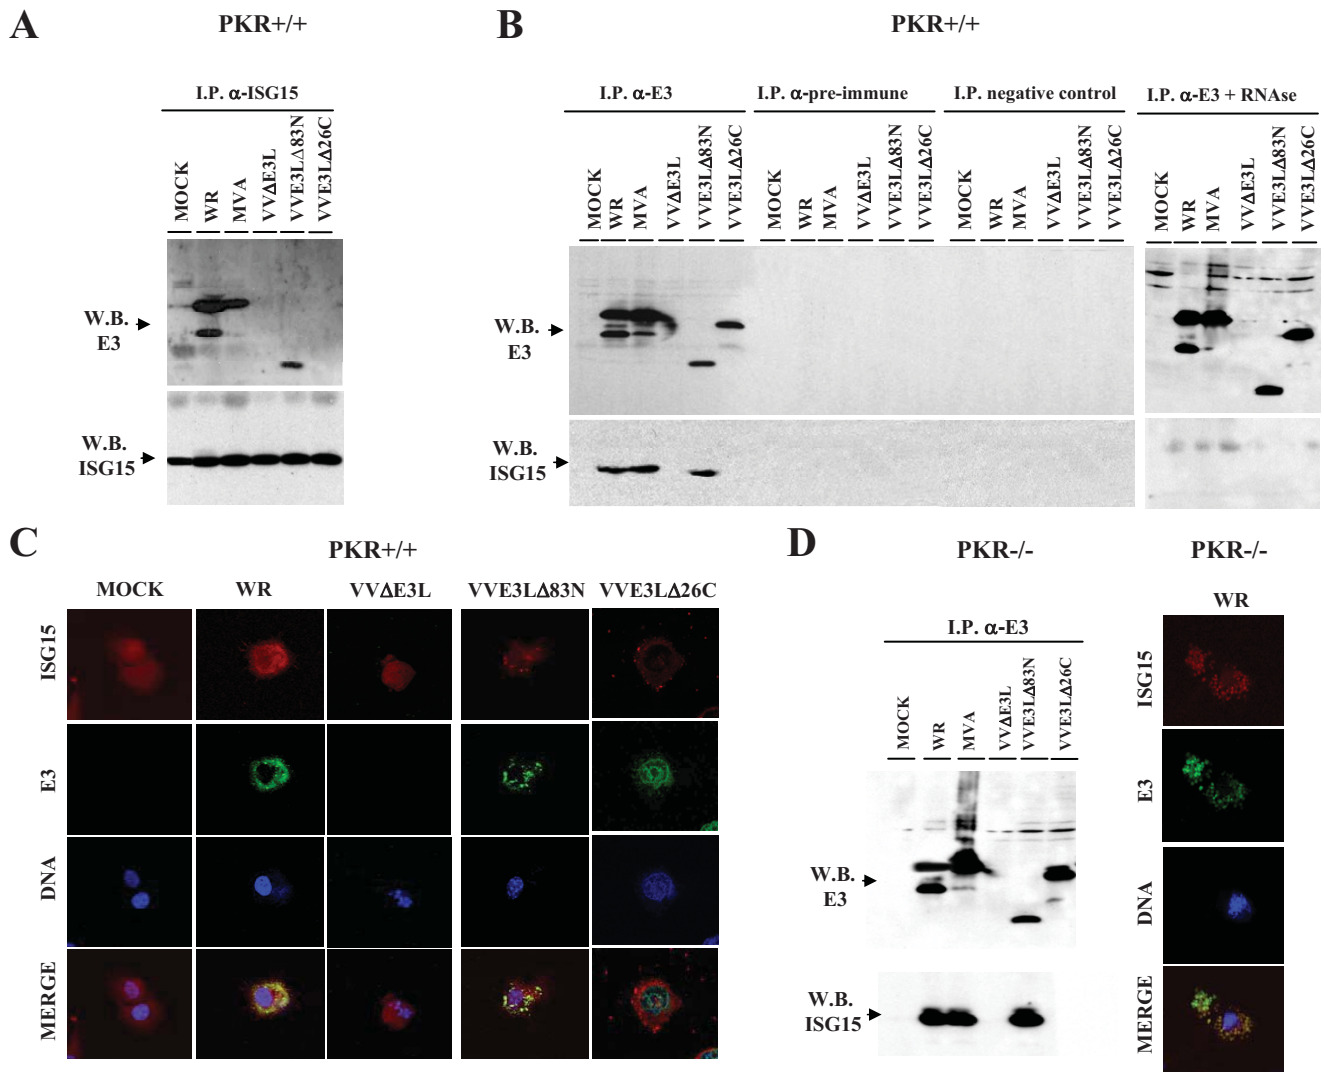 A
PKR+/+
I.P. α-ISG15
MOCK
WR
MVA
VVΔE3L
VVE3LΔ83N
VVE3LΔ26C
W.B.
E3
W.B.
ISG15
B
PKR+/+
I.P. α-E3
I.P. α-pre-immune
I.P. negative control
I.P. α-E3 + RNAse
MOCK
WR
MVA
VVΔE3L
VVE3LΔ83N
VVE3LΔ26C
MOCK
WR
MVA
VVΔE3L
VVE3LΔ83N
VVE3LΔ26C
MOCK
WR
MVA
VVΔE3L
VVE3LΔ83N
VVE3LΔ26C
MOCK
WR
MVA
VVΔE3L
VVE3LΔ83N
VVE3LΔ26C
W.B.
E3
W.B.
ISG15
C
PKR+/+
MOCK
WR
VVΔE3L
VVE3LΔ83N
VVE3LΔ26C
ISG15
E3
DNA
MERGE
D
PKR-/-
I.P. α-E3
MOCK
WR
MVA
VVΔE3L
VVE3LΔ83N
VVE3LΔ26C
W.B.
E3
W.B.
ISG15
PKR-/-
WR
ISG15
E3
DNA
MERGE